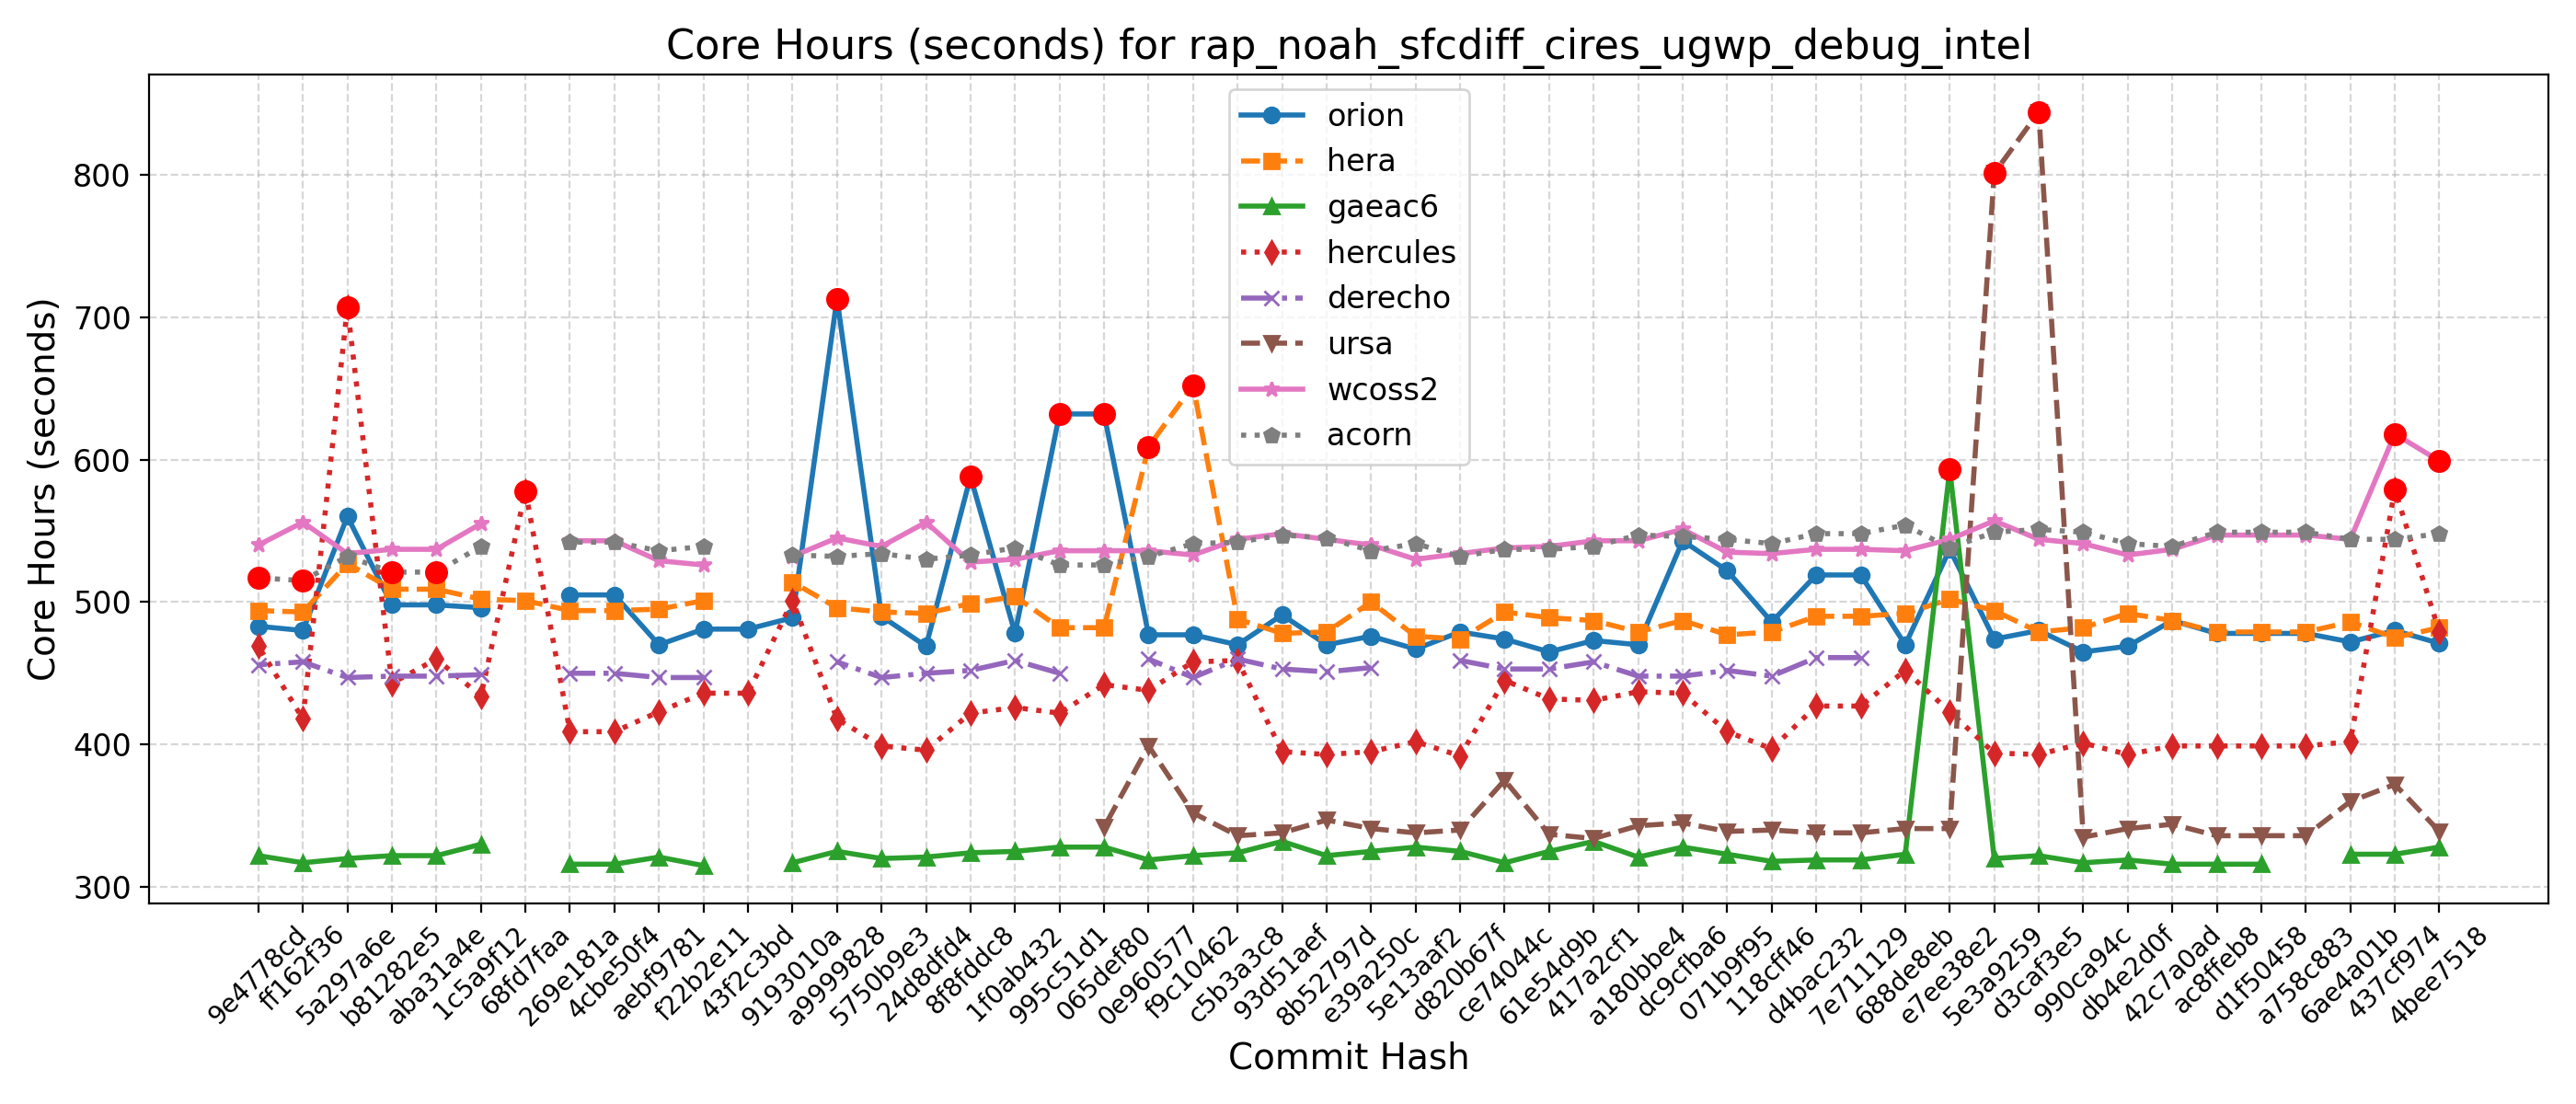 Core Hours (seconds) for rap_noah_sfcdiff_cires_ugwp_debug_intel
Core Hours (seconds)
800
700
600
500
400
300
orion
hera
gaeac6
hercules
derecho
ursa
wcoss2
acorn
9e4778cd
ff162f36
5a297a6e
b81282e5
aba31a4e
1c5a9f12
68fd7faa
269e181a
4cbe50f4
aebf9781
f22b2e11
43f2c3bd
9193010a
a9999828
5750b9e3
24d8dfd4
8f8fddc8
1f0ab432
995c51d1
065def80
0e960577
f9c10462
c5b3a3c8
93d51aef
8b52797d
e39a250c
5e13aaf2
d820b67f
ce74044c
61e54d9b
417a2cf1
a180bbe4
dc9cfba6
071b9f95
118cff46
d4bac232
7e711129
688de8eb
e7ee38e2
5e3a9259
d3caf3e5
990ca94c
db4e2d0f
42c7a0ad
ac8ffeb8
d1f50458
a758c883
6ae4a01b
437cf974
4bee7518
Commit Hash